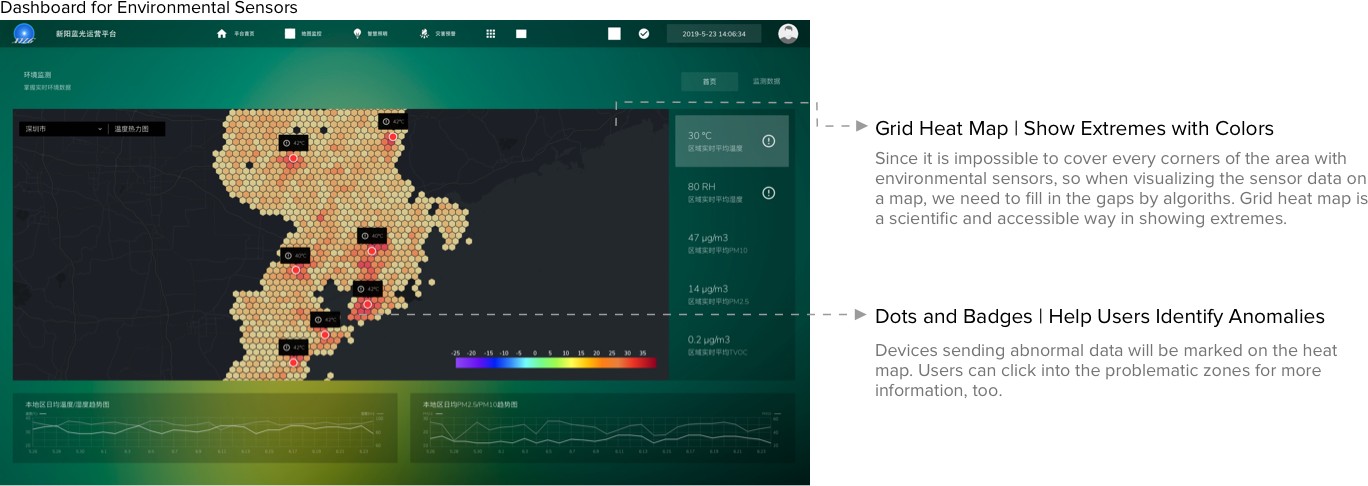 Dashboard for Environmental Sensors
新阳蓝光运营平台
平台首页
地图监控
智慧照明
灾害预警
2019-5-23 14:06:34
环境监测
掌握实时环境数据
首页
监测数据
深圳市
温度热力图
42°C
42°C
40°C
40°C
42°C
42°C
42°C
-25 -20 -15 -10 -5 0 5 10 15 20 25 30 35
30 °C
区域实时平均温度
80 RH
区域实时平均湿度
47 μg/m3
区域实时平均PM10
14 μg/m3
区域实时平均PM2.5
0.2 μg/m3
区域实时平均TVOC
本地区日均温度/湿度趋势图
本地区日均PM2.5/PM10趋势图
Grid Heat Map | Show Extremes with Colors
Since it is impossible to cover every corners of the area with
environmental sensors, so when visualizing the sensor data on
a map, we need to fill in the gaps by algoriths. Grid heat map is
a scientific and accessible way in showing extremes.
Dots and Badges | Help Users Identify Anomalies
Devices sending abnormal data will be marked on the heat
map. Users can click into the problematic zones for more
information, too.